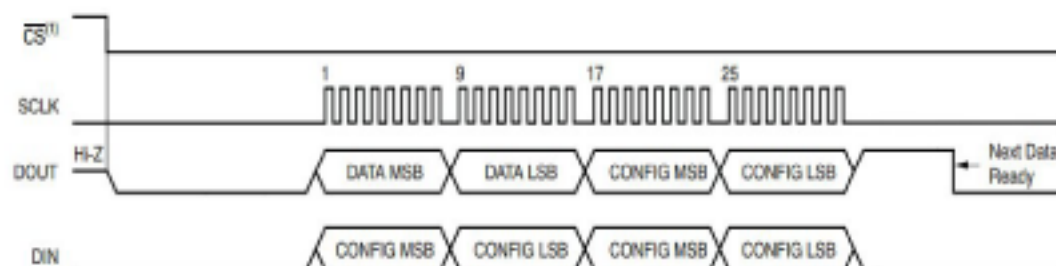 CS(1)
1 9 17 25
SCLK
Hi-Z
DOUT DATA MSB DATA LSB CONFIG MSB CONFIG LSB Next Data
Ready
DIN CONFIG MSB CONFIG LSB CONFIG MSB CONFIG LSB